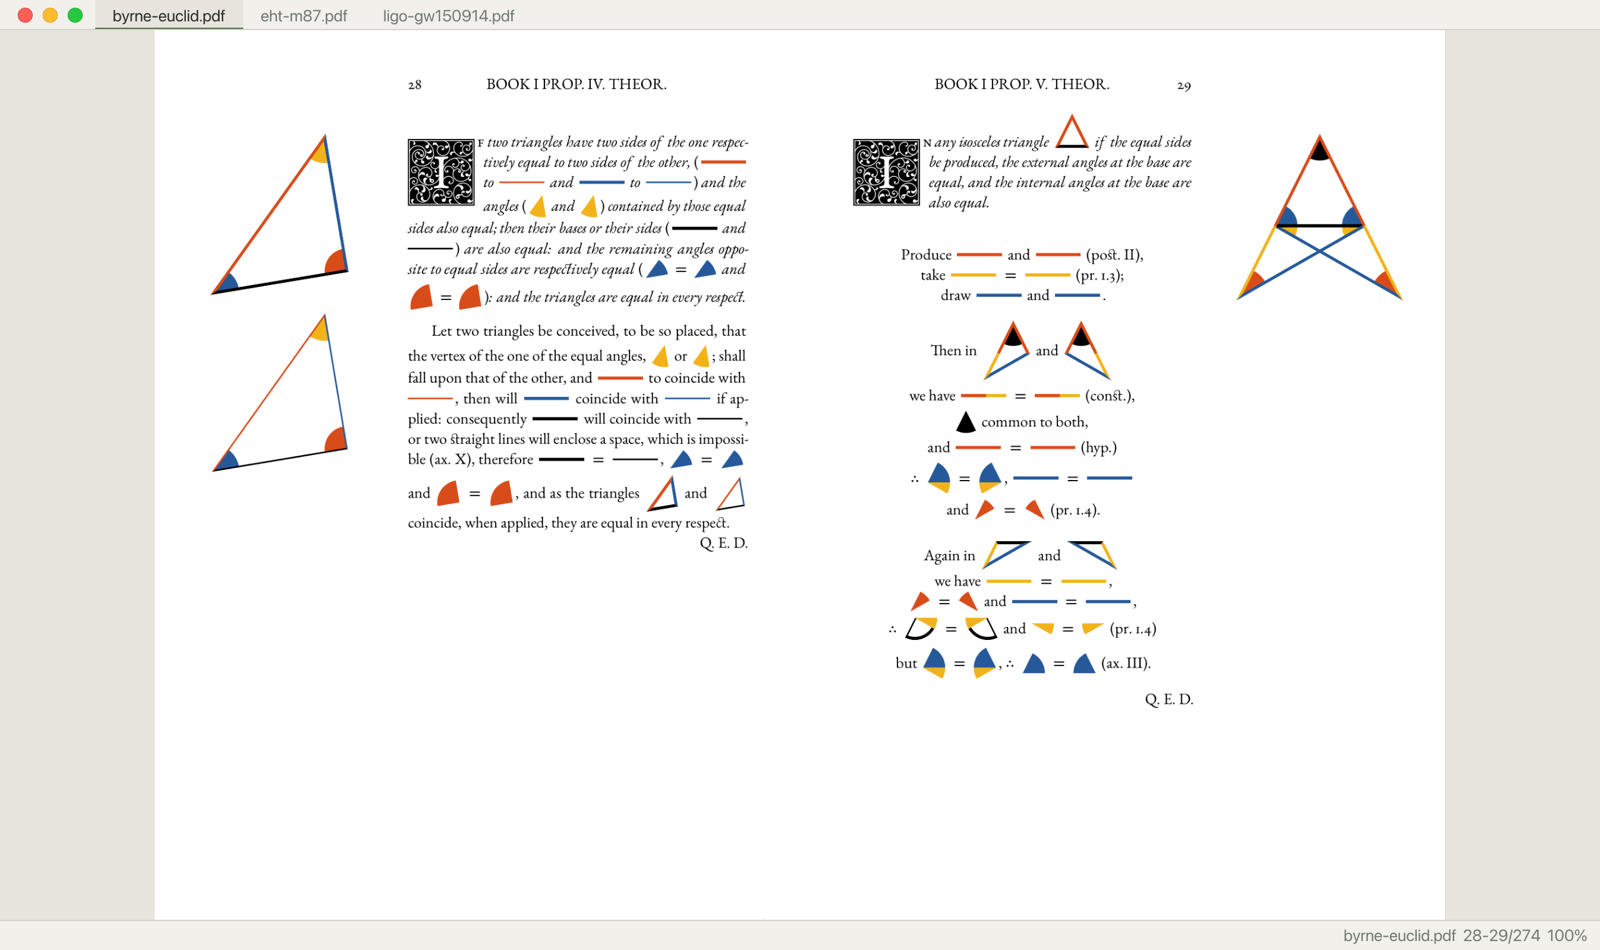 byrne-euclid.pdf eht-m87.pdf ligo-gw150914.pdf
28 BOOK I PROP. IV. THEOR.
IF two triangles have two sides of the one respec-
tively equal to two sides of the other, (
to and to ) and the
angles ( and ) contained by those equal
sides also equal; then their bases or their sides ( and
) are also equal: and the remaining angles oppo-
site to equal sides are respectively equal ( = and
= ): and the triangles are equal in every respect.
Let two triangles be conceived, to be so placed, that
the vertex of the one of the equal angles, or ; shall
fall upon that of the other, and to coincide with
, then will coincide with if ap-
plied: consequently will coincide with ,
or two straight lines will enclose a space, which is impossi-
ble (ax. X), therefore = , =
and = , and as the triangles and
coincide, when applied, they are equal in every respect.
Q. E. D.
BOOK I PROP. V. THEOR. 29
IN any isosceles triangle if the equal sides
be produced, the external angles at the base are
equal, and the internal angles at the base are
also equal.
Produce and (post. II),
take = (pr. 1.3);
draw and .
Then in and
we have = (const.),
common to both,
and = (hyp.)
∴ = , =
and = (pr. 1.4).
Again in and
we have = ,
= and = ,
∴ = and = (pr. 1.4)
but = , ∴ = (ax. III).
Q. E. D.
byrne-euclid.pdf 28-29/274 100%